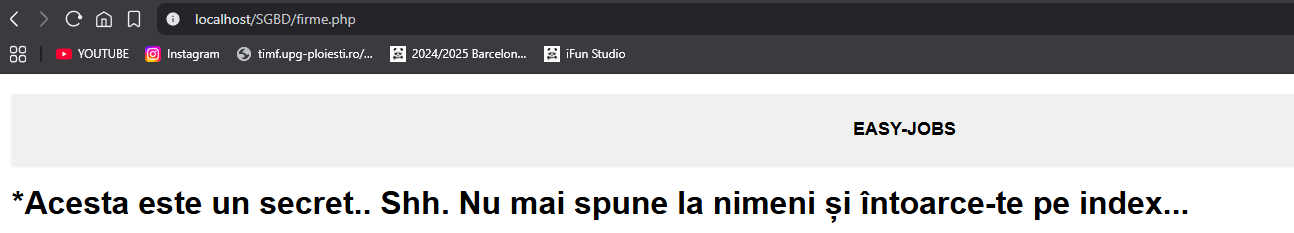 localhost/SGBD/firme.php
YOUTUBE Instagram timf.upg-ploiesti.ro/... 2024/2025 Barcelon... iFun Studio
EASY-JOBS
*Acesta este un secret.. Shh. Nu mai spune la nimeni și întoarce-te pe index...